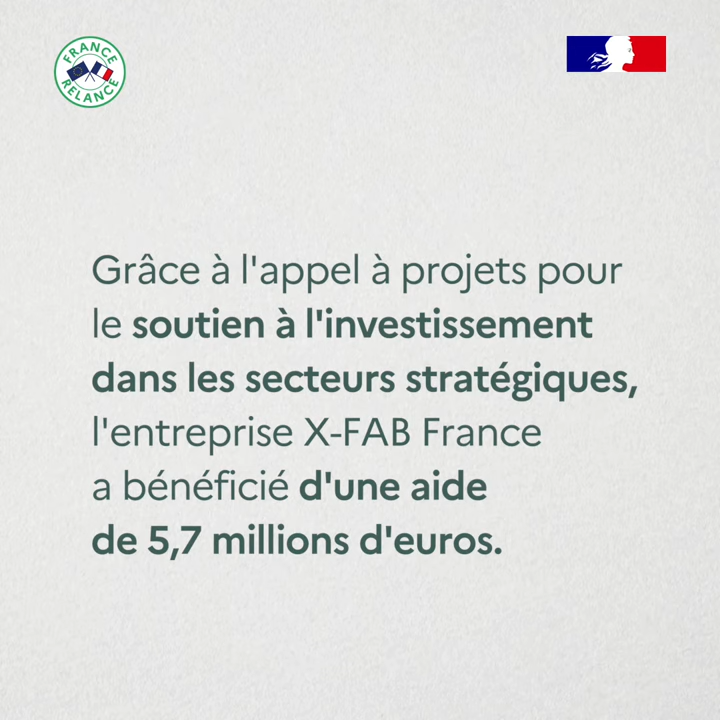 FRANCE
RELANCE
Grâce à l'appel à projets pour
le soutien à l'investissement
dans les secteurs stratégiques,
l'entreprise X-FAB France
a bénéficié d'une aide
de 5,7 millions d'euros.